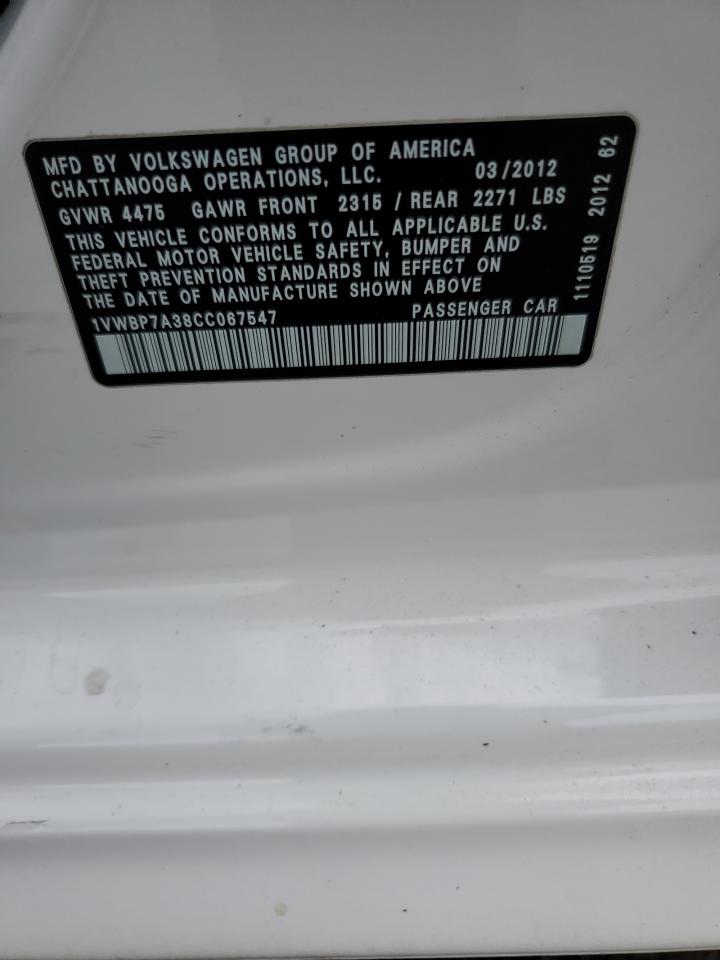 MFD BY VOLKSWAGEN GROUP OF AMERICA
CHATTANOOGA OPERATIONS, LLC. 03/2012
GVWR 4475 GAWR FRONT 2315 / REAR 2271 LBS
THIS VEHICLE CONFORMS TO ALL APPLICABLE U.S.
FEDERAL MOTOR VEHICLE SAFETY, BUMPER AND
THEFT PREVENTION STANDARDS IN EFFECT ON
THE DATE OF MANUFACTURE SHOWN ABOVE
1VWBP7A38CC067547 PASSENGER CAR
1110519 2012 62